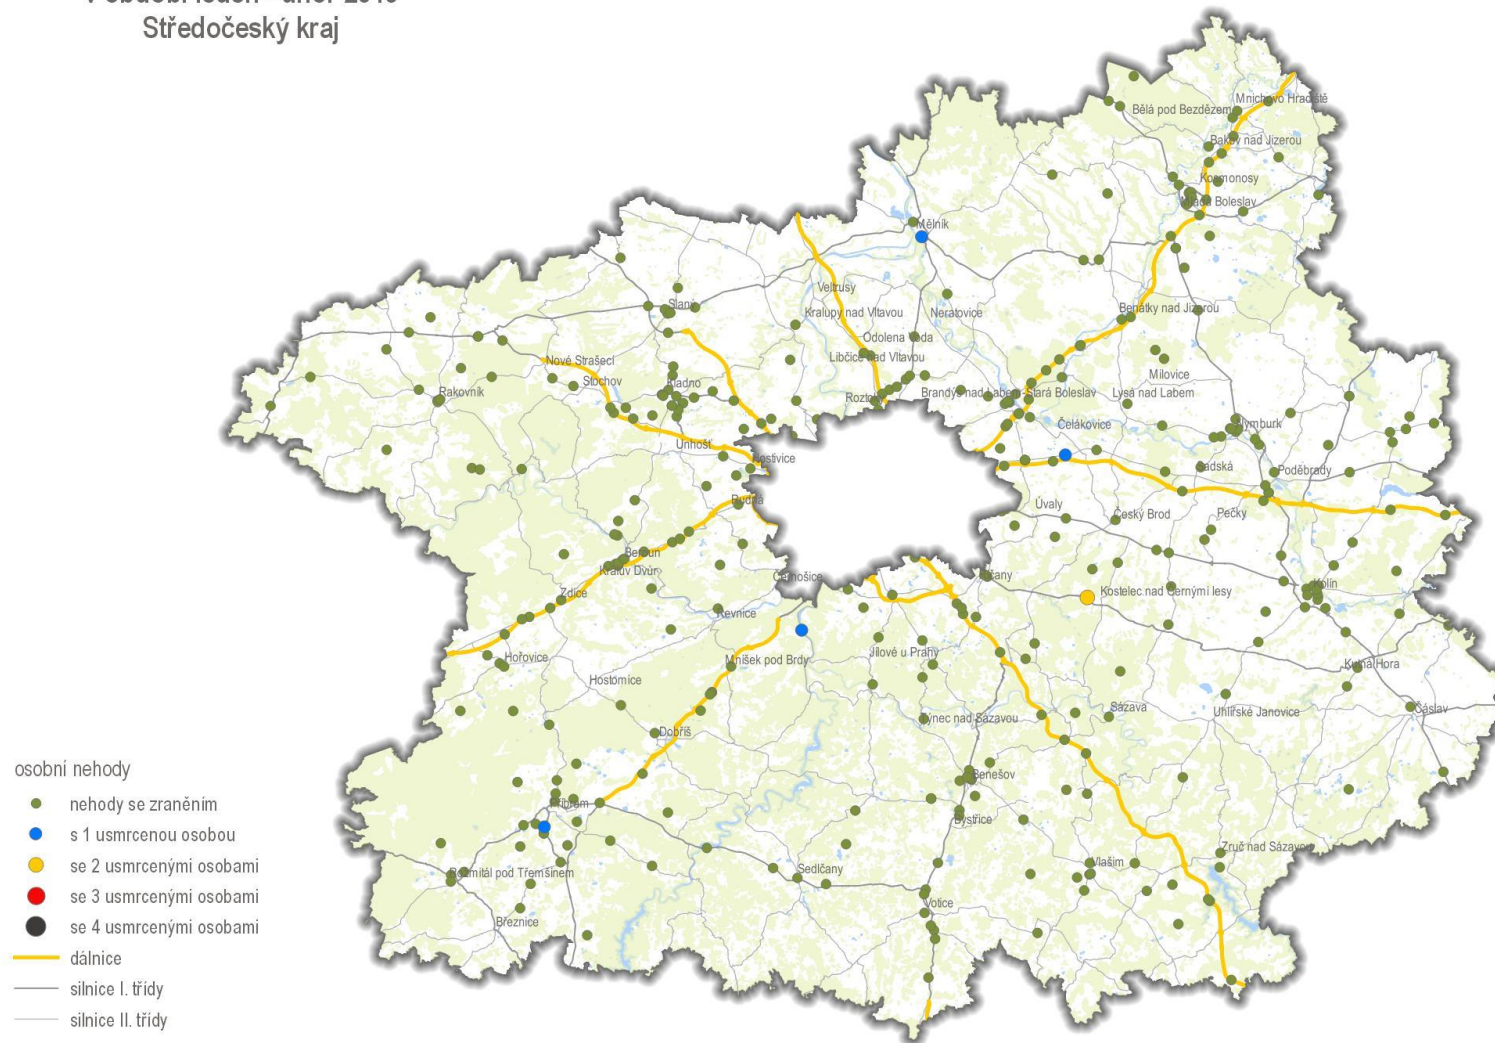 Středočeský kraj
Mnichovo Hradiště
Bělá pod Bezdězem
Bakov nad Jizerou
Kosmonosy
Mladá Boleslav
Mělník
Veltrusy
Slaný
Kralupy nad Vltavou
Neratovice
Benátky nad Jizerou
Odolena Voda
Nové Strašecí
Libčice nad Vltavou
Stochov
Kladno
Milovice
Rakovník
Roztoky
Brandýs nad Labem-Stará Boleslav
Lysá nad Labem
Čelákovice
Nymburk
Unhošť
Hostivice
Sadská
Poděbrady
Rudná
Úvaly
Český Brod
Pečky
Beroun
Králův Dvůr
Černošice
Říčany
Kolín
Zdice
Kostelec nad Černými lesy
Řevnice
Hořovice
Mníšek pod Brdy
Jílové u Prahy
Kutná Hora
Hostomice
Sázava
Uhlířské Janovice
Čáslav
Týnec nad Sázavou
Dobříš
osobní nehody
Benešov
nehody se zraněním
Příbram
Bystřice
s 1 usmrcenou osobou
Zruč nad Sázavou
se 2 usmrcenými osobami
Rožmitál pod Třemšínem
Sedlčany
Vlašim
se 3 usmrcenými osobami
Votice
Březnice
se 4 usmrcenými osobami
dálnice
silnice I. třídy
silnice II. třídy